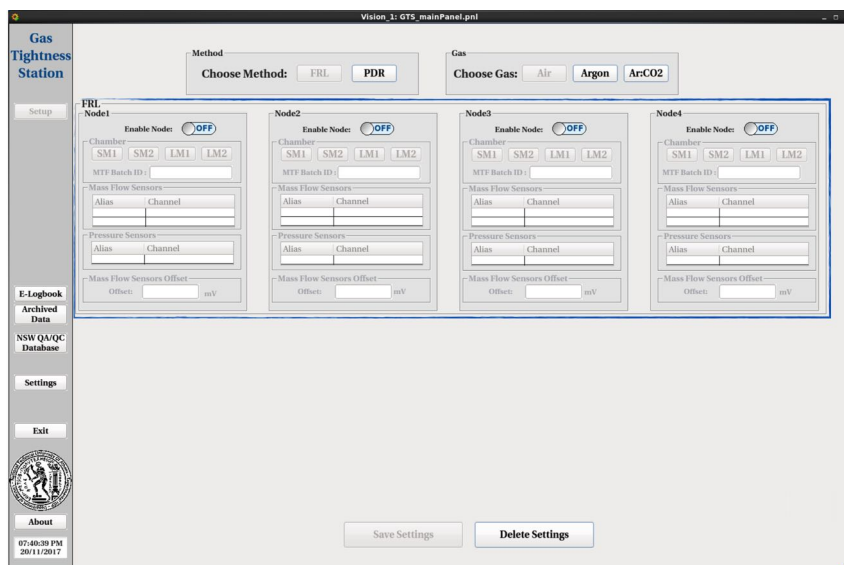 Vision_1: GTS_mainPanel.pnl
Gas
Tightness
Station
Setup
E-Logbook
Archived
Data
NSW QA/QC
Database
Settings
Exit
About
07:40:39 PM
20/11/2017
Method
Choose Method: FRL PDR
Gas
Choose Gas: Air Argon Ar:CO2
FRL
Node1
Enable Node: OFF
Chamber
SM1 SM2 LM1 LM2
MTF Batch ID :
Mass Flow Sensors
Alias Channel
Pressure Sensors
Alias Channel
Mass Flow Sensors Offset
Offset: mV
Node2
Enable Node: OFF
Chamber
SM1 SM2 LM1 LM2
MTF Batch ID :
Mass Flow Sensors
Alias Channel
Pressure Sensors
Alias Channel
Mass Flow Sensors Offset
Offset: mV
Node3
Enable Node: OFF
Chamber
SM1 SM2 LM1 LM2
MTF Batch ID :
Mass Flow Sensors
Alias Channel
Pressure Sensors
Alias Channel
Mass Flow Sensors Offset
Offset: mV
Node4
Enable Node: OFF
Chamber
SM1 SM2 LM1 LM2
MTF Batch ID :
Mass Flow Sensors
Alias Channel
Pressure Sensors
Alias Channel
Mass Flow Sensors Offset
Offset: mV
Save Settings
Delete Settings